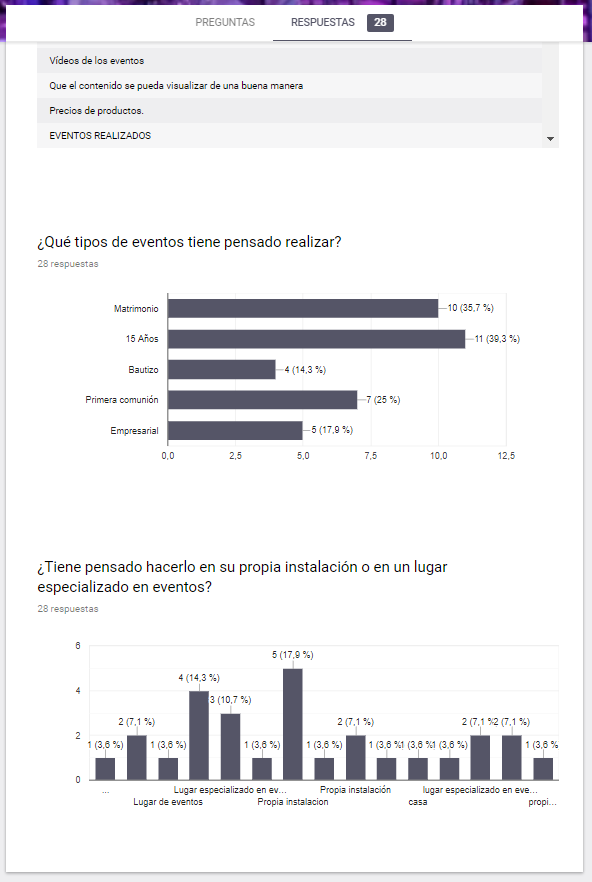 PREGUNTAS RESPUESTAS 28
Vídeos de los eventos
Que el contenido se pueda visualizar de una buena manera
Precios de productos.
EVENTOS REALIZADOS
¿Qué tipos de eventos tiene pensado realizar?
28 respuestas
Matrimonio 10 (35,7 %)
15 Años 11 (39,3 %)
Bautizo 4 (14,3 %)
Primera comunión 7 (25 %)
Empresarial 5 (17,9 %)
0,0 2,5 5,0 7,5 10,0 12,5
¿Tiene pensado hacerlo en su propia instalación o en un lugar
especializado en eventos?
28 respuestas
6
5 (17,9 %)
4 (14,3 %)
4
3 (10,7 %)
2 (7,1 %) 2 (7,1 %) 2 (7,1 %) 2 (7,1 %)
2
1 (3,6 %) 1 (3,6 %) 1 (3,6 %) 1 (3,6 %) 1 (3,6 %) 1 (3,6 %) 1 (3,6 %) 1 (3,6 %
0
... Lugar especializado en ev... Propia instalación lugar especializado en eve...
Lugar de eventos Propia instalacion casa propi...